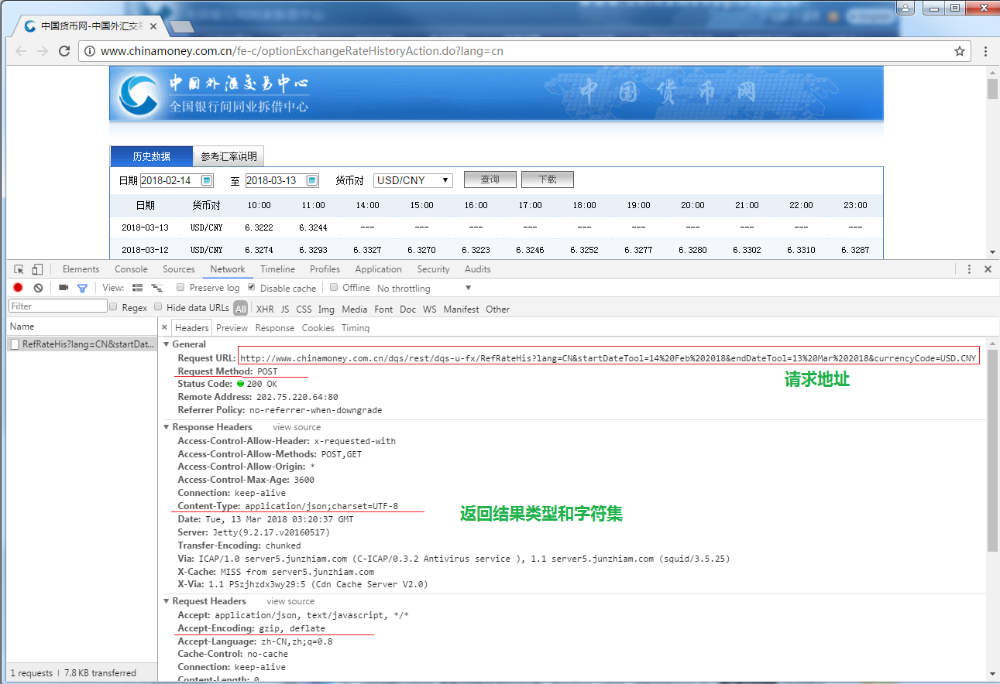 中国货币网-中国外汇交易
www.chinamoney.com.cn/fe-c/optionExchangeRateHistoryAction.do?lang=cn
中国外汇交易中心
全国银行间同业拆借中心
中国货币网
历史数据 参考汇率说明
日期 2018-02-14 至 2018-03-13 货币对 USD/CNY 查询 下载
日期 货币对 10:00 11:00 14:00 15:00 16:00 17:00 18:00 19:00 20:00 21:00 22:00 23:00
2018-03-13 USD/CNY 6.3222 6.3244 --- --- --- --- --- --- --- --- --- ---
2018-03-12 USD/CNY 6.3274 6.3293 6.3327 6.3270 6.3223 6.3246 6.3252 6.3277 6.3280 6.3302 6.3310 6.3287
Elements Console Sources Network Timeline Profiles Application Security Audits
View: Preserve log Disable cache Offline No throttling
Filter Regex Hide data URLs All XHR JS CSS Img Media Font Doc WS Manifest Other
Name
RefRateHis?lang=CN&startDat...
Headers Preview Response Cookies Timing
General
Request URL: http://www.chinamoney.com.cn/dqs/rest/dqs-u-fx/RefRateHis?lang=CN&startDateTool=14%20Feb%202018&endDateTool=13%20Mar%202018&currencyCode=USD.CNY
Request Method: POST
请求地址
Status Code: 200 OK
Remote Address: 202.75.220.64:80
Referrer Policy: no-referrer-when-downgrade
Response Headers view source
Access-Control-Allow-Header: x-requested-with
Access-Control-Allow-Methods: POST,GET
Access-Control-Allow-Origin: *
Access-Control-Max-Age: 3600
Connection: keep-alive
Content-Type: application/json;charset=UTF-8
返回结果类型和字符集
Date: Tue, 13 Mar 2018 03:20:37 GMT
Server: Jetty(9.2.17.v20160517)
Transfer-Encoding: chunked
Via: ICAP/1.0 server5.junzhiam.com (C-ICAP/0.3.2 Antivirus service ), 1.1 server5.junzhiam.com (squid/3.5.25)
X-Cache: MISS from server5.junzhiam.com
X-Via: 1.1 PSzjhzdx3wy29:5 (Cdn Cache Server V2.0)
Request Headers view source
Accept: application/json, text/javascript, */*
Accept-Encoding: gzip, deflate
Accept-Language: zh-CN,zh;q=0.8
Cache-Control: no-cache
Connection: keep-alive
Content-Length: 0
1 requests | 7.8 KB transferred